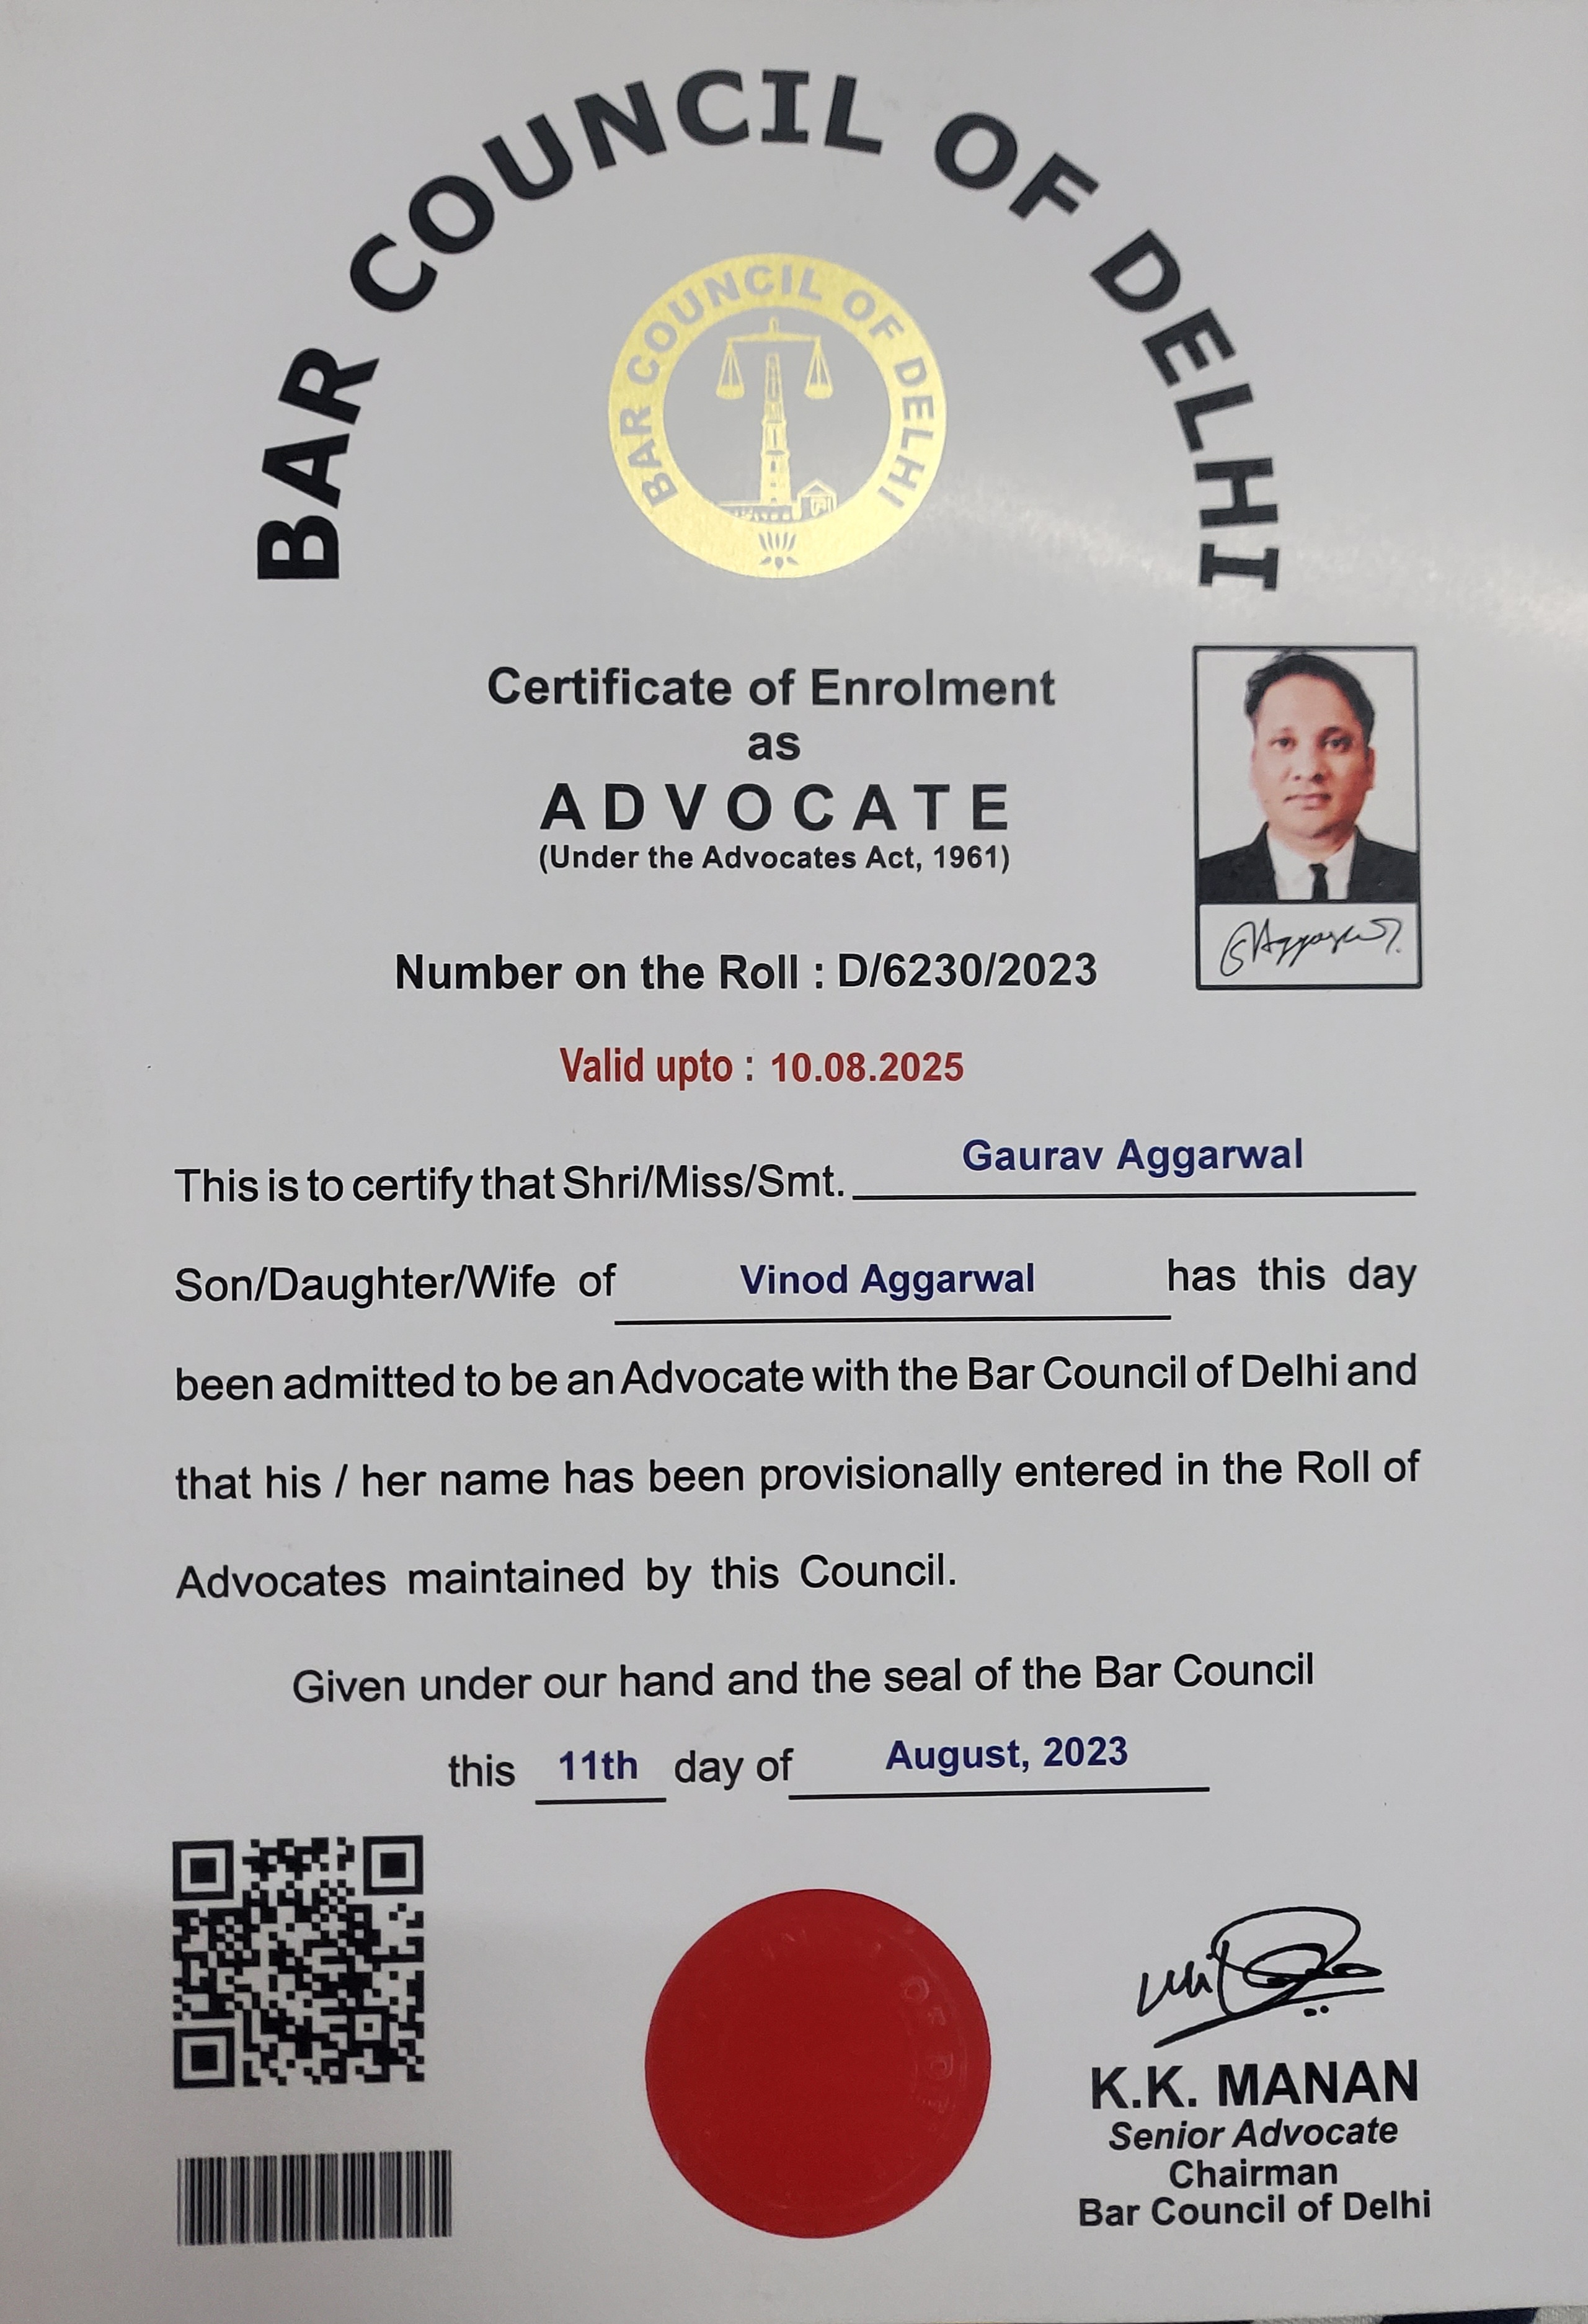 BAR COUNCIL OF DELHI
BAR COUNCIL OF DELHI
Certificate of Enrolment
as
ADVOCATE
(Under the Advocates Act, 1961)
Number on the Roll : D/6230/2023
Valid upto : 10.08.2025
This is to certify that Shri/Miss/Smt. Gaurav Aggarwal
Son/Daughter/Wife of Vinod Aggarwal has this day
been admitted to be an Advocate with the Bar Council of Delhi and
that his / her name has been provisionally entered in the Roll of
Advocates maintained by this Council.
Given under our hand and the seal of the Bar Council
this 11th day of August, 2023
K.K. MANAN
Senior Advocate
Chairman
Bar Council of Delhi